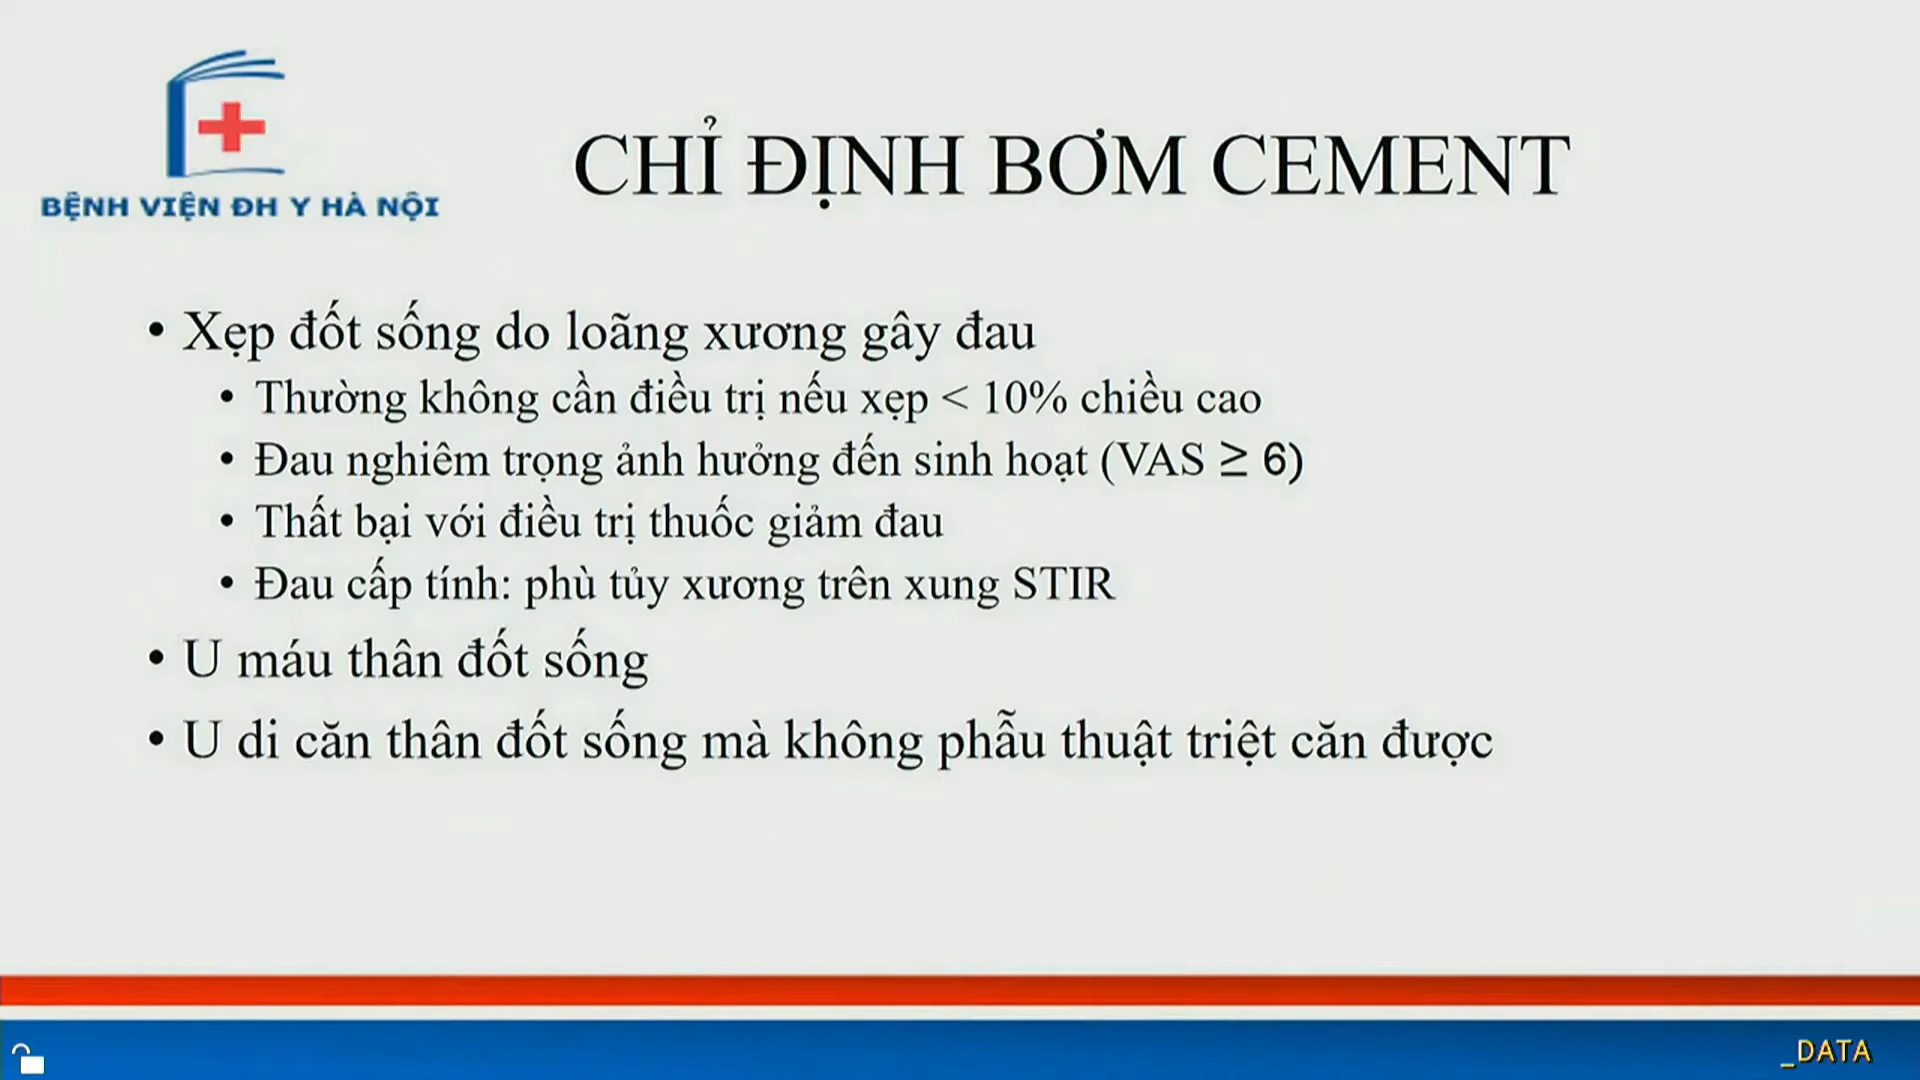 BỆNH VIỆN ĐH Y HÀ NỘI
CHỈ ĐỊNH BƠM CEMENT
• Xẹp đốt sống do loãng xương gây đau
• Thường không cần điều trị nếu xẹp < 10% chiều cao
• Đau nghiêm trọng ảnh hưởng đến sinh hoạt (VAS ≥ 6)
• Thất bại với điều trị thuốc giảm đau
• Đau cấp tính: phù tủy xương trên xung STIR
• U máu thân đốt sống
• U di căn thân đốt sống mà không phẫu thuật triệt căn được
_DATA